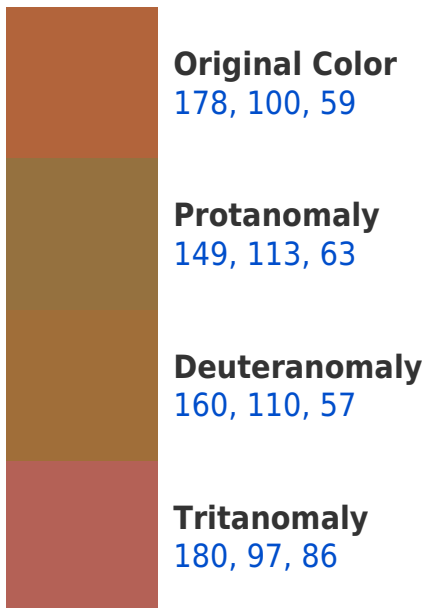 Original Color
178, 100, 59
Protanomaly
149, 113, 63
Deuteranomaly
160, 110, 57
Tritanomaly
180, 97, 86